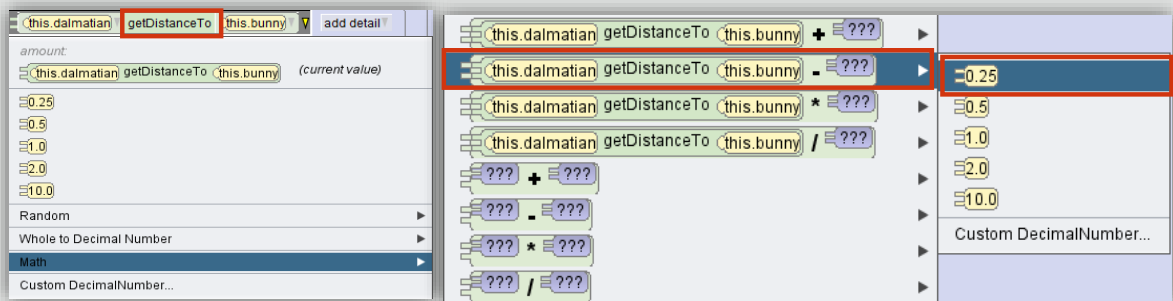 this.dalmatian getDistanceTo this.bunny add detail
amount:
this.dalmatian getDistanceTo this.bunny (current value)
0.25
0.5
1.0
2.0
10.0
Random
Whole to Decimal Number
Math
Custom DecimalNumber...
this.dalmatian getDistanceTo this.bunny + ???
this.dalmatian getDistanceTo this.bunny - ???
this.dalmatian getDistanceTo this.bunny * ???
this.dalmatian getDistanceTo this.bunny / ???
??? + ???
??? - ???
??? * ???
??? / ???
0.25
0.5
1.0
2.0
10.0
Custom DecimalNumber...